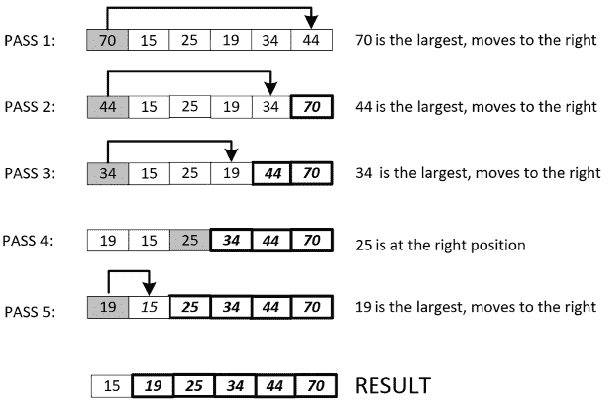 PASS 1: 70 15 25 19 34 44 70 is the largest, moves to the right
PASS 2: 44 15 25 19 34 70 44 is the largest, moves to the right
PASS 3: 34 15 25 19 44 70 34 is the largest, moves to the right
PASS 4: 19 15 25 34 44 70 25 is at the right position
PASS 5: 19 15 25 34 44 70 19 is the largest, moves to the right
15 19 25 34 44 70 RESULT